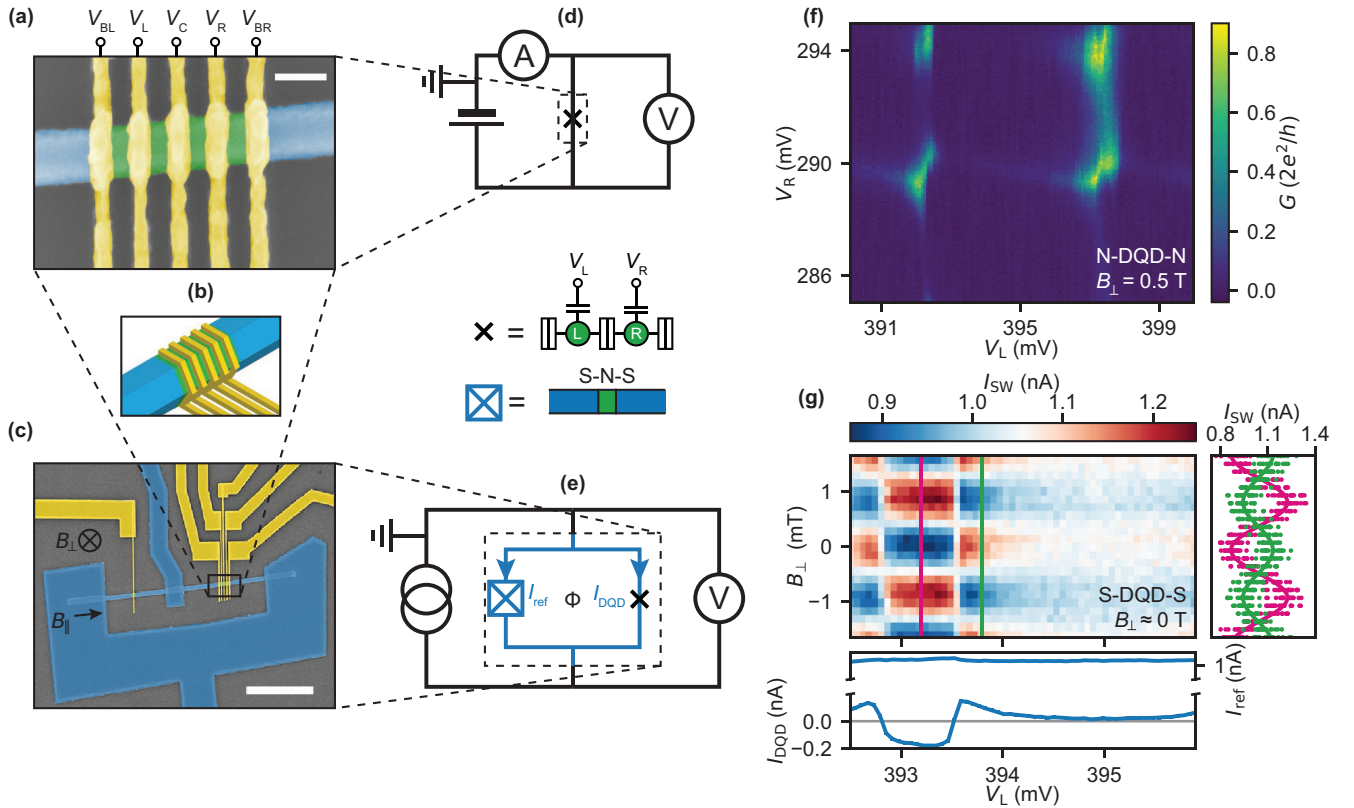 (a)
V_BL V_L V_C V_R V_BR
(d)
A
V
(b)
V_L V_R
× =
L R
S-N-S
=
(c)
B_⊥
B_∥
(e)
I_ref Φ I_DQD
V
(f)
294
290
286
V_R (mV)
391 395 399
V_L (mV)
N-DQD-N
B_⊥ = 0.5 T
0.8
0.6
0.4
0.2
0.0
G (2e²/h)
(g)
I_SW (nA)
0.9 1.0 1.1 1.2
I_SW (nA)
0.8 1.1 1.4
1
0
−1
B_⊥ (mT)
S-DQD-S
B_⊥ ≈ 0 T
1
I_ref (nA)
0.0
−0.2
I_DQD (nA)
393 394 395
V_L (mV)